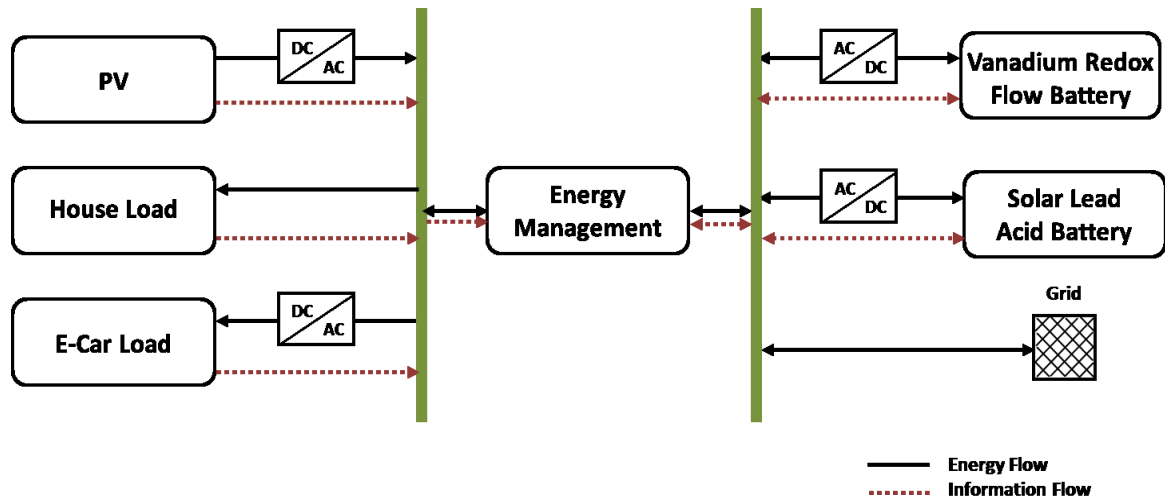 PV
DC
AC
House Load
E-Car Load
DC
AC
Energy
Management
AC
DC
Vanadium Redox
Flow Battery
AC
DC
Solar Lead
Acid Battery
Grid
Energy Flow
Information Flow